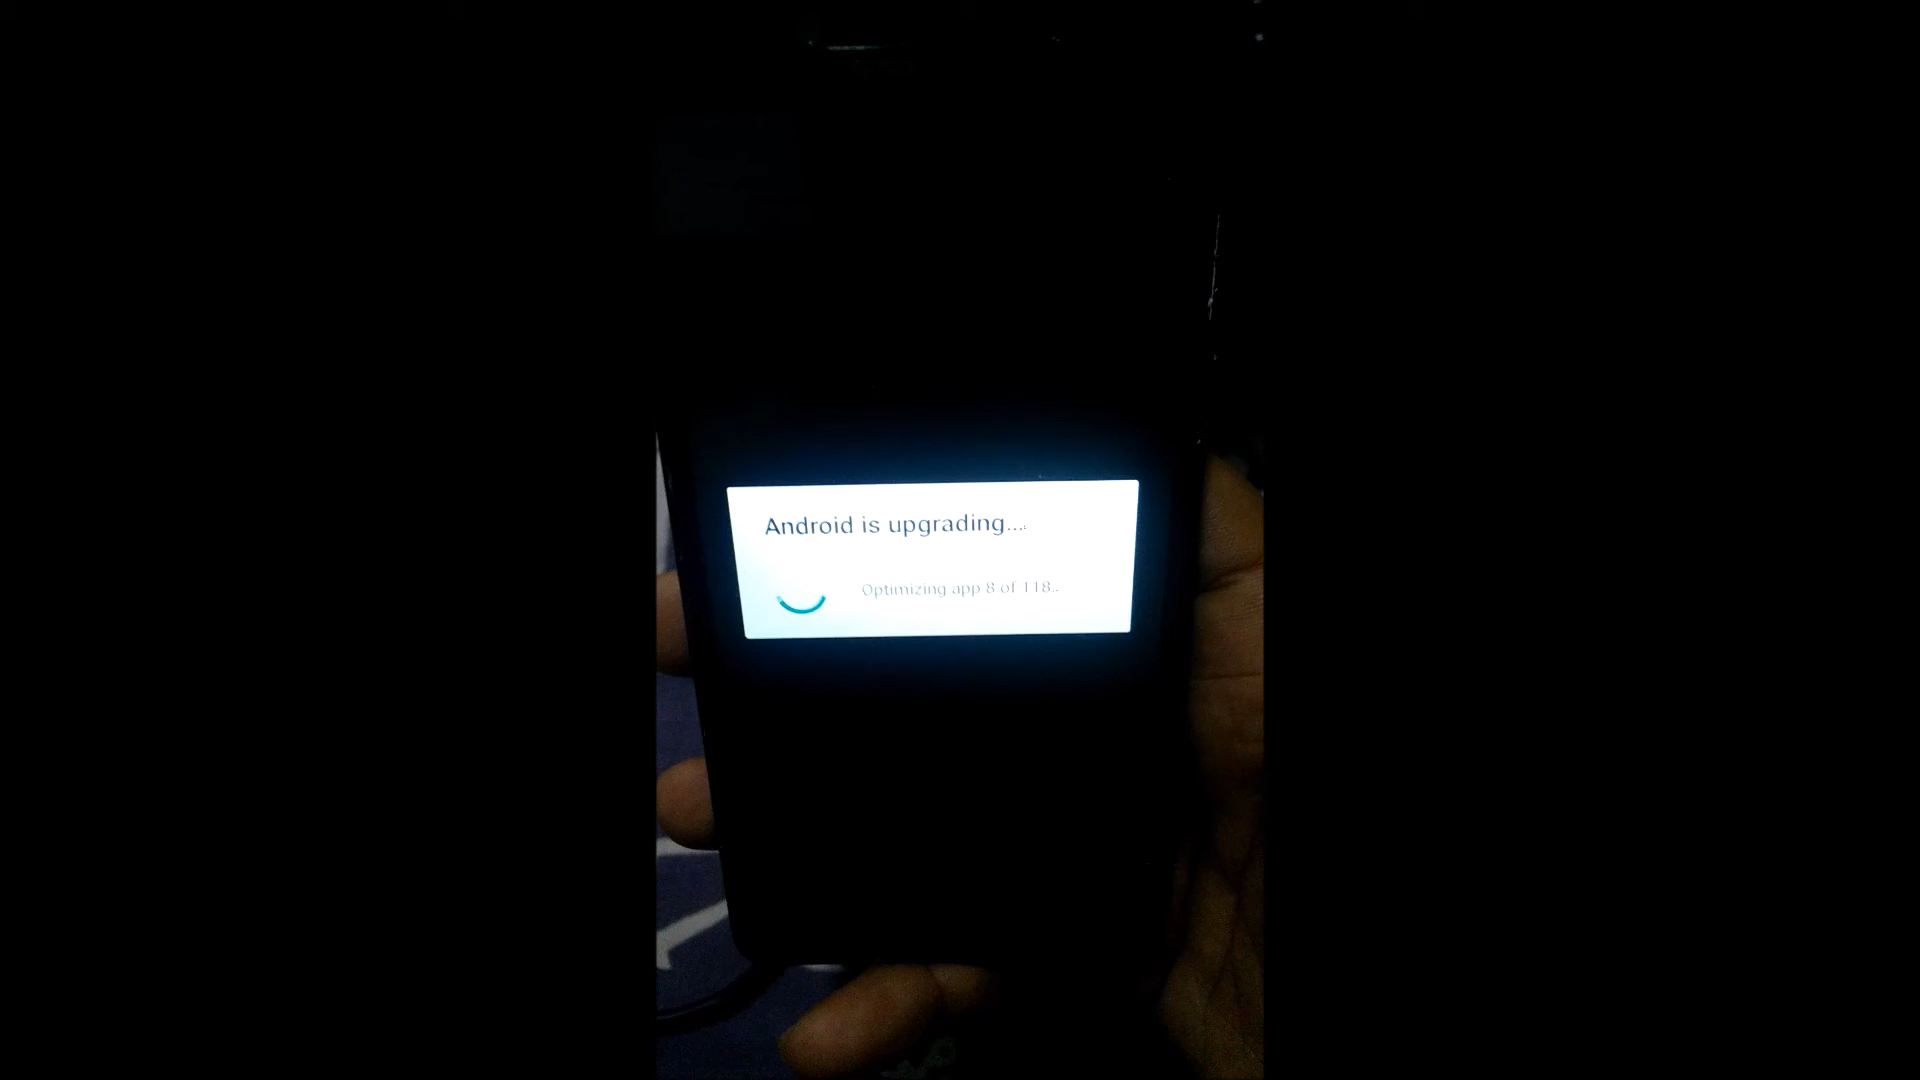 Android is upgrading...
Optimizing app 8 of 118..